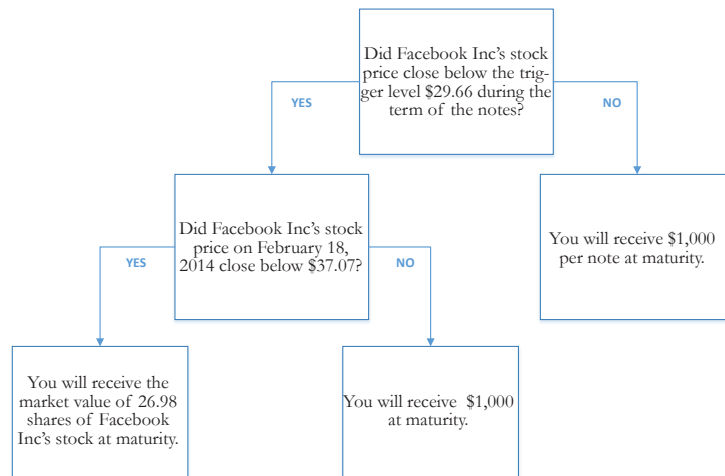 Did Facebook Inc’s stock
price close below the trig-
ger level $29.66 during the
term of the notes?
YES
NO
Did Facebook Inc’s stock
price on February 18,
2014 close below $37.07?
You will receive $1,000
per note at maturity.
YES
NO
You will receive the
market value of 26.98
shares of Facebook
Inc’s stock at maturity.
You will receive $1,000
at maturity.